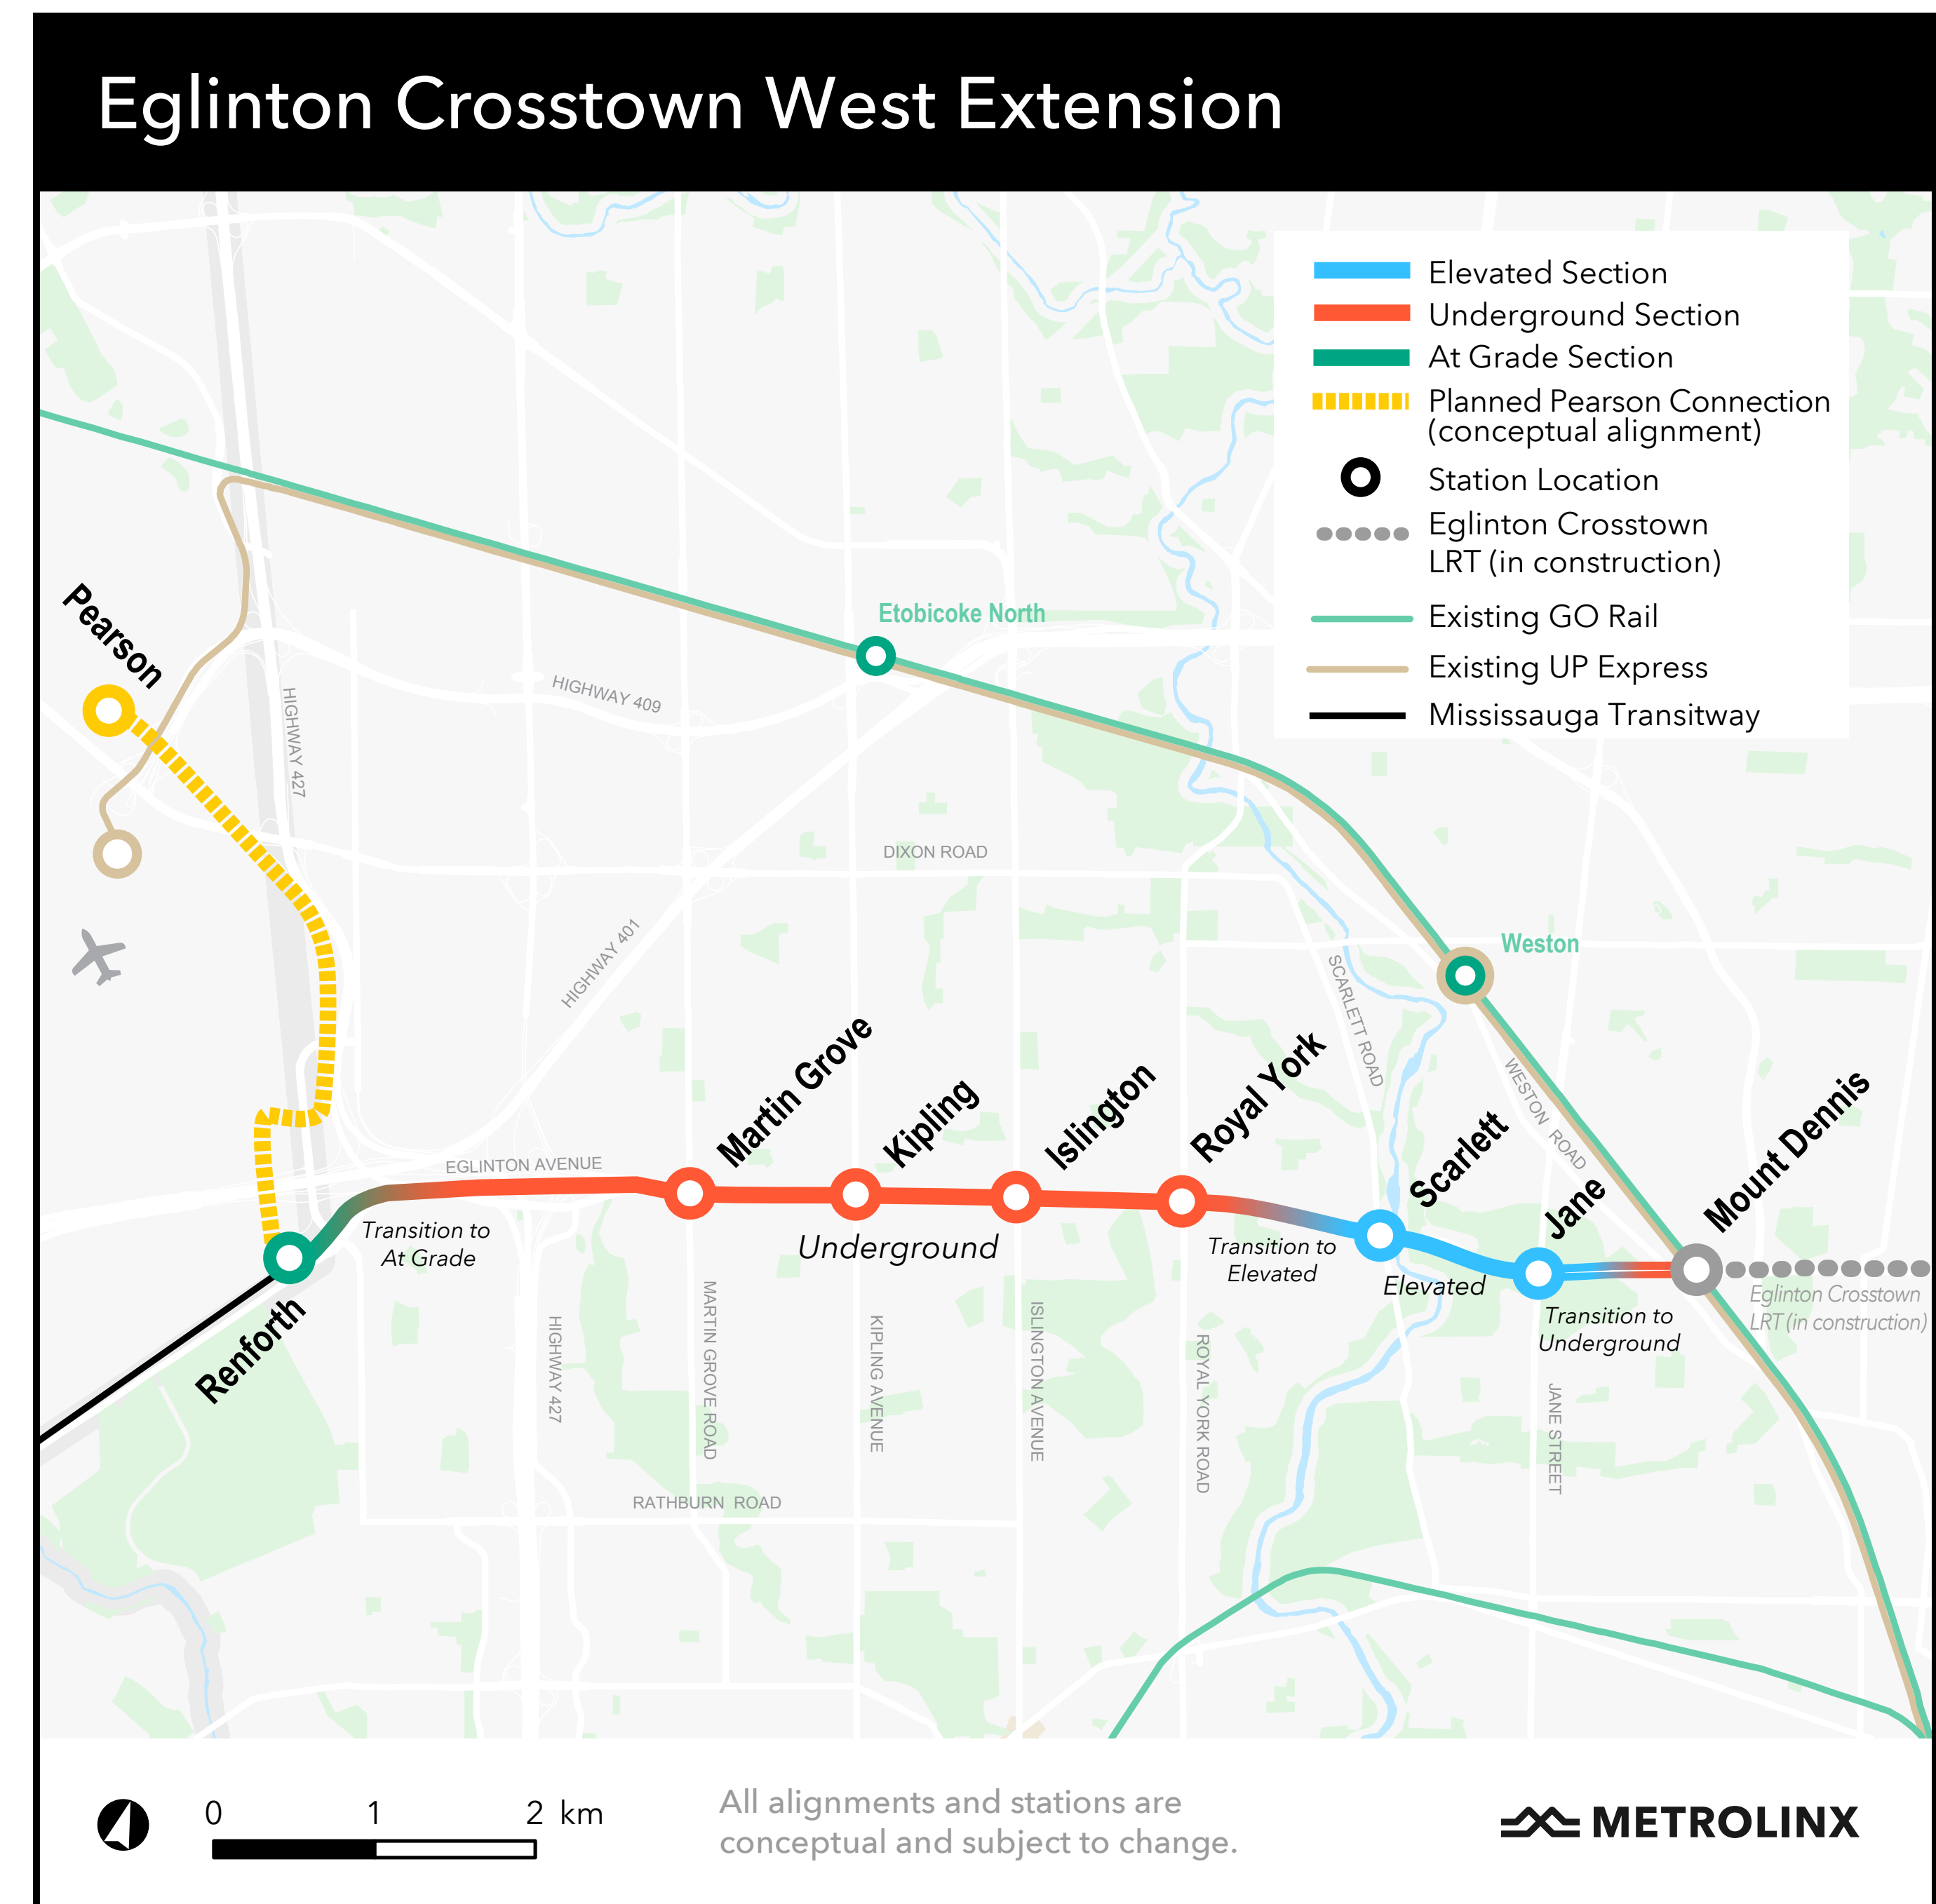 Eglinton Crosstown West Extension
Elevated Section
Underground Section
At Grade Section
Planned Pearson Connection
(conceptual alignment)
Station Location
Eglinton Crosstown
LRT (in construction)
Existing GO Rail
Existing UP Express
Mississauga Transitway
Pearson
Etobicoke North
HIGHWAY 409
HIGHWAY 427
DIXON ROAD
HIGHWAY 401
Weston
SCARLETT ROAD
WESTON ROAD
Martin Grove
Kipling
Islington
Royal York
Scarlett
Jane
Mount Dennis
EGLINTON AVENUE
Transition to
At Grade
Underground
Transition to
Elevated
Elevated
Transition to
Underground
Eglinton Crosstown
LRT (in construction)
Renforth
HIGHWAY 427
MARTIN GROVE ROAD
KIPLING AVENUE
ISLINGTON AVENUE
ROYAL YORK ROAD
JANE STREET
RATHBURN ROAD
0 1 2 km
All alignments and stations are
conceptual and subject to change.
METROLINX